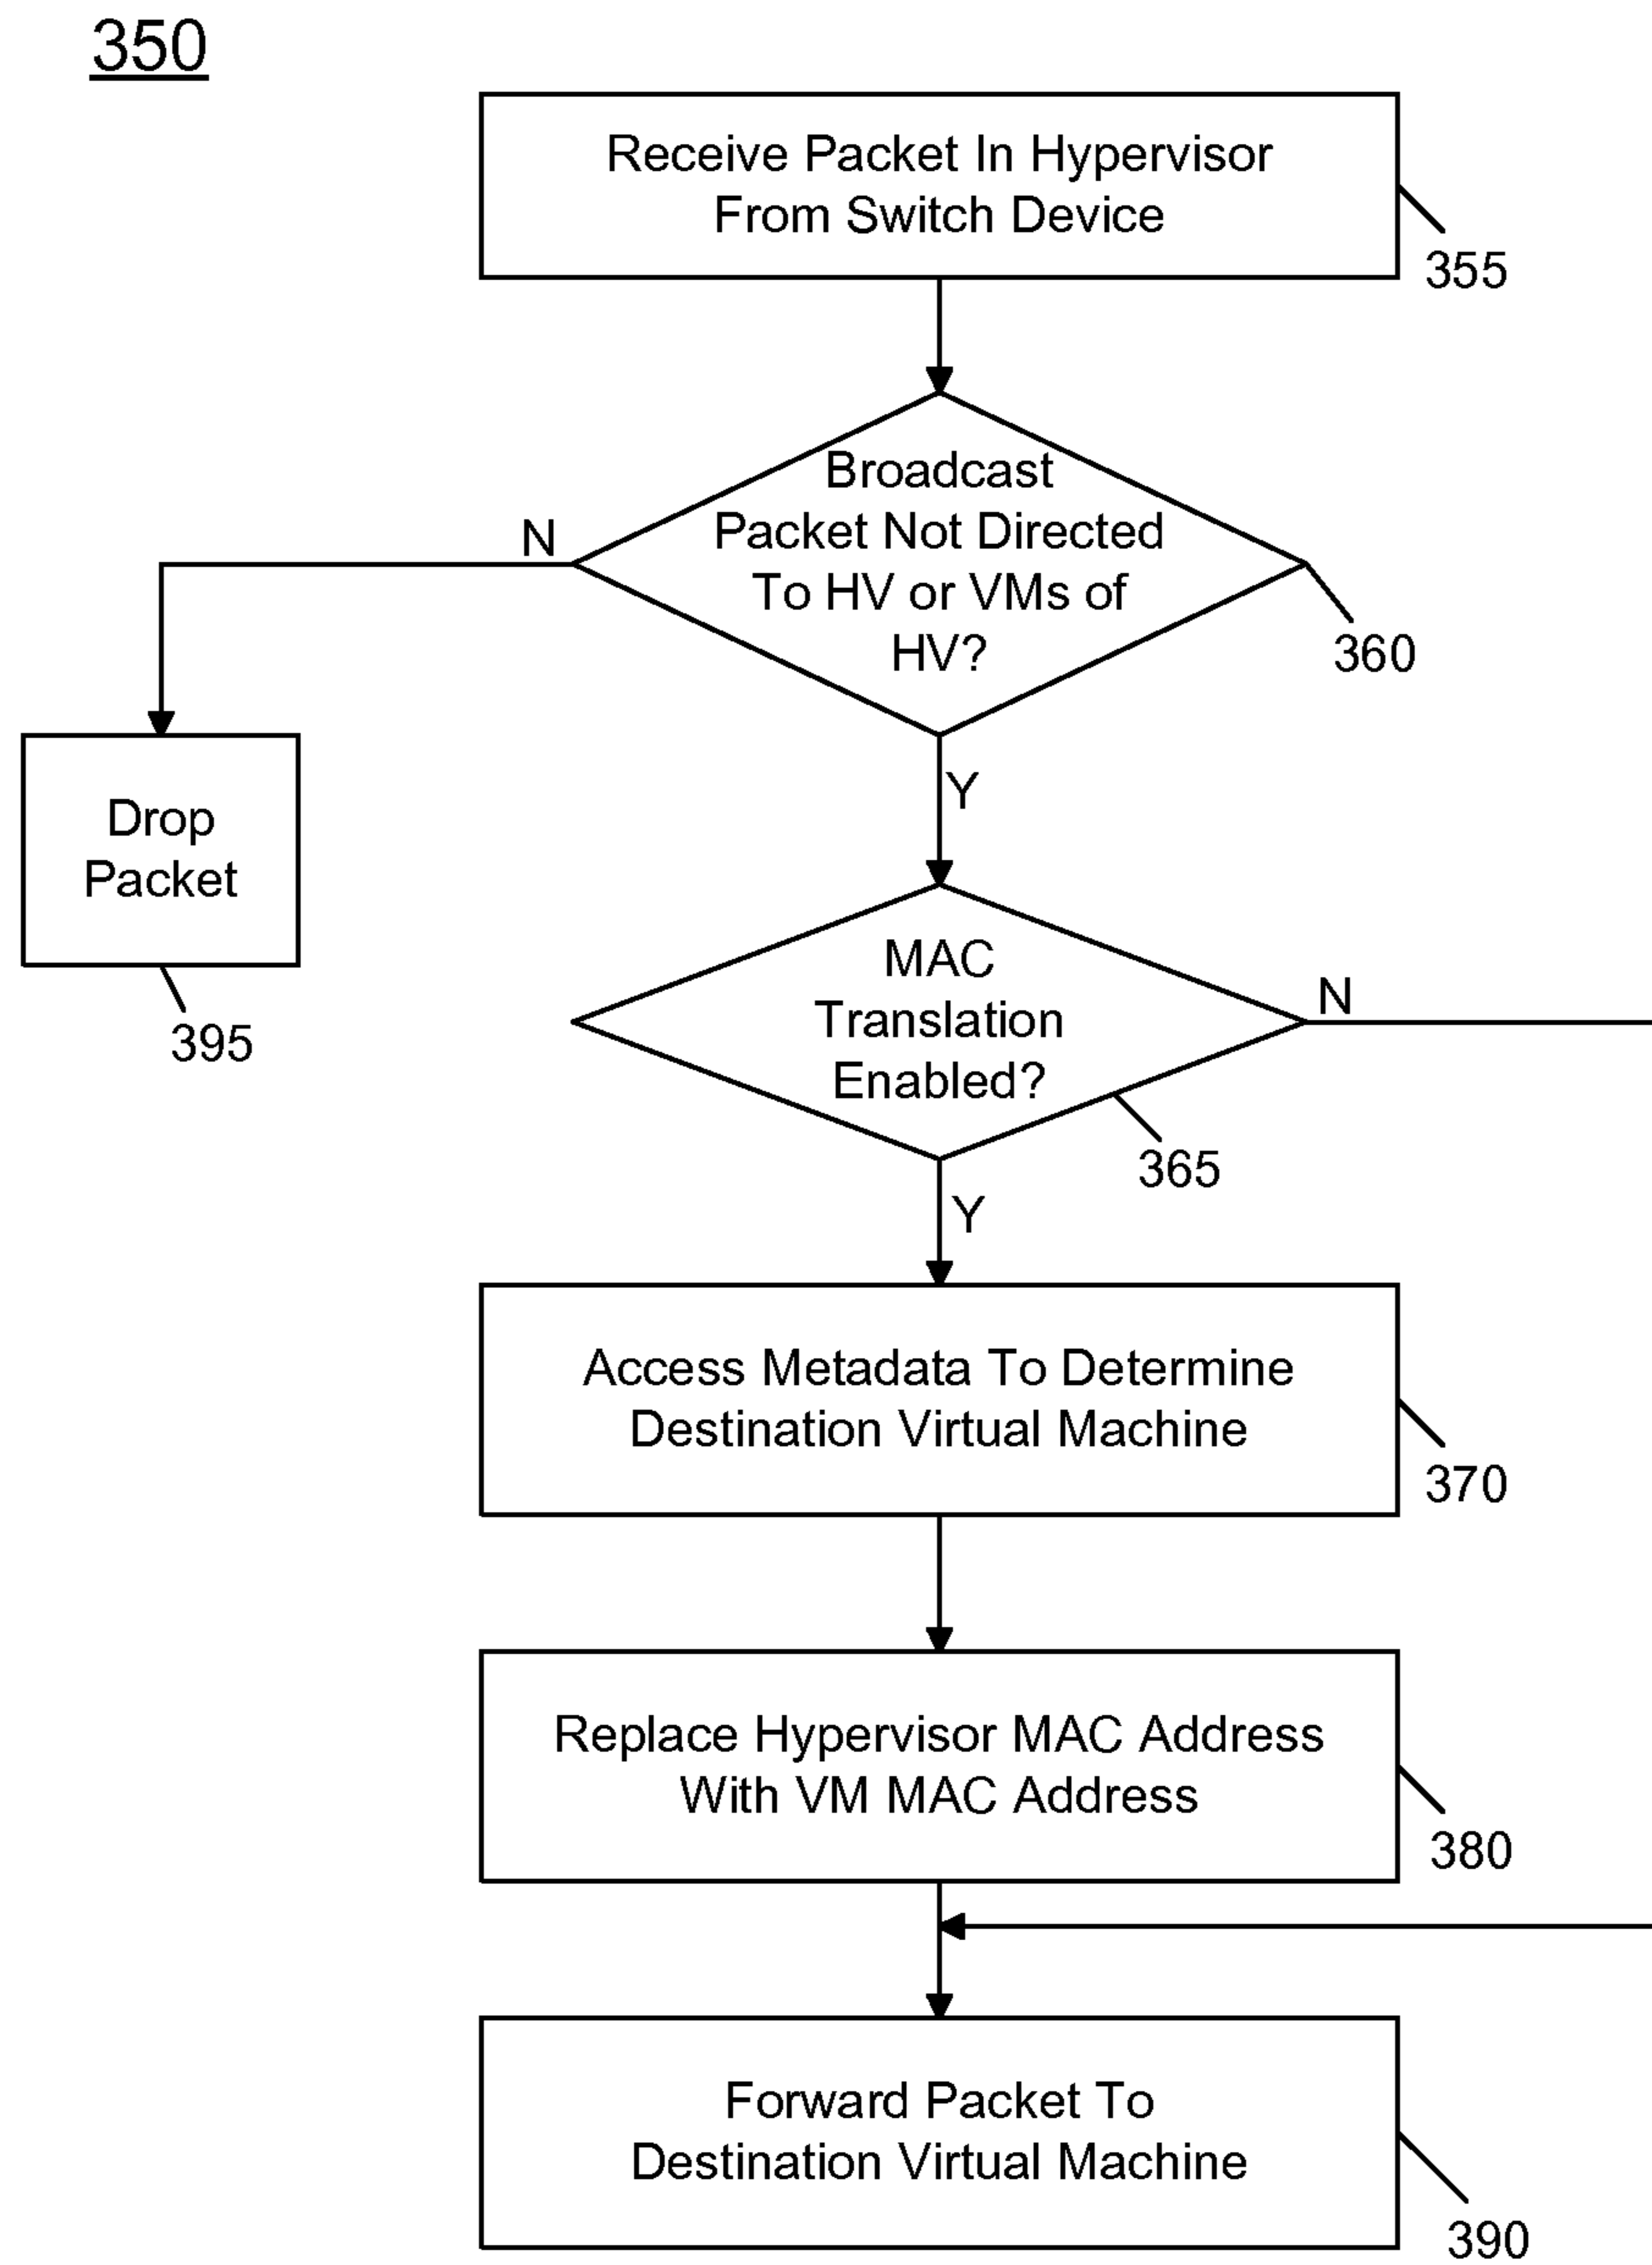 350
Receive Packet In Hypervisor
From Switch Device
355
Broadcast
Packet Not Directed
To HV or VMs of
HV?
N
360
Y
Drop
Packet
395
MAC
Translation
Enabled?
N
365
Y
Access Metadata To Determine
Destination Virtual Machine
370
Replace Hypervisor MAC Address
With VM MAC Address
380
Forward Packet To
Destination Virtual Machine
390